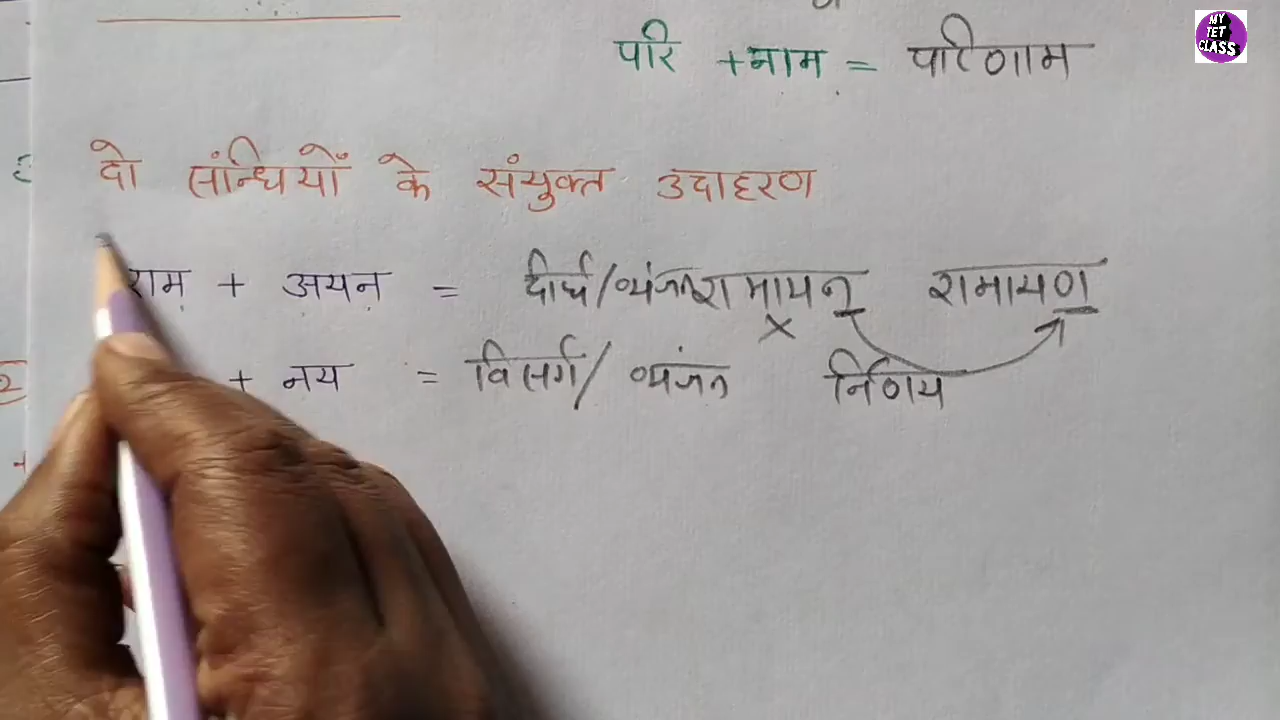 MY TET CLASS
परि + नाम = परिणाम
दो सन्धियों के संयुक्त उदाहरण
राम + अयन = दीर्घ/व्यंजन रामायन रामायण
+ नय = विसर्ग/ व्यंजन निर्णय